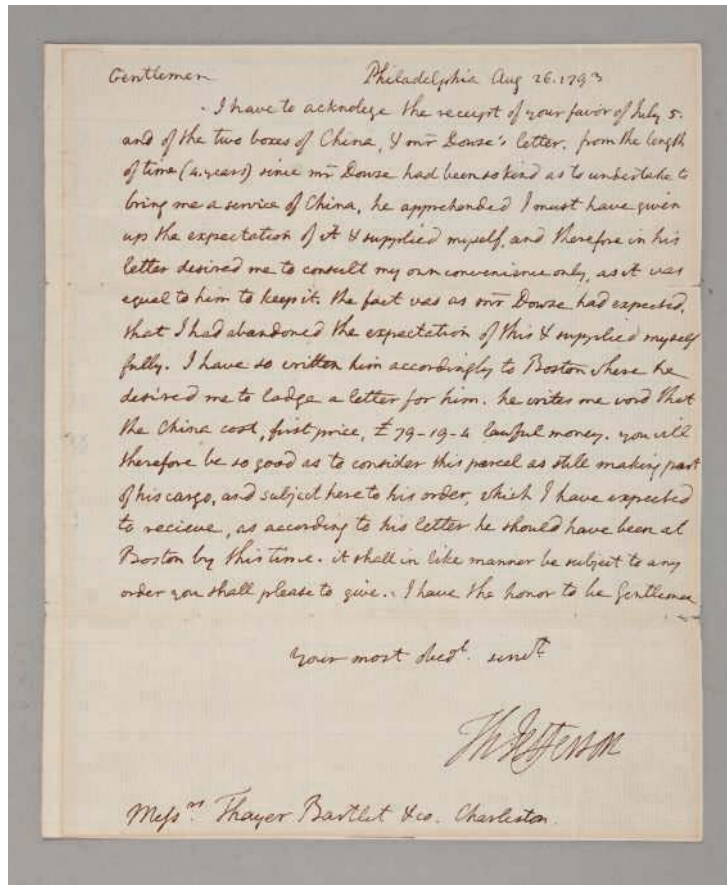 Gentlemen Philadelphia Aug 26. 1793
. I have to acknolege the receipt of your favor of July 5.
and of the two boxes of China, & mr Dowse's letter. from the length
of time (4. years) since mr Dowse had been so kind as to undertake to
bring me a service of China, he apprehended I must have given
up the expectation of it & supplied myself, and therefore in his
letter desired me to consult my own convenience only, as it was
equal to him to keep it. the fact was as mr Dowse had expected,
that I had abandoned the expectation of this & supplied myself
fully. I have so written him accordingly to Boston where he
desired me to lodge a letter for him. he writes me word that
the China cost, first price, £79-19-4 lawful money. you will
therefore be so good as to consider this parcel as still making part
of his cargo, and subject here to his order, which I have expected
to recieve, as according to his letter he should have been at
Boston by this time. it shall in like manner be subject to any
order you shall please to give. I have the honor to be Gentlemen
Your most obedt. servt.
Th Jefferson
Messrs. Thayer Bartlet & co. Charleston.